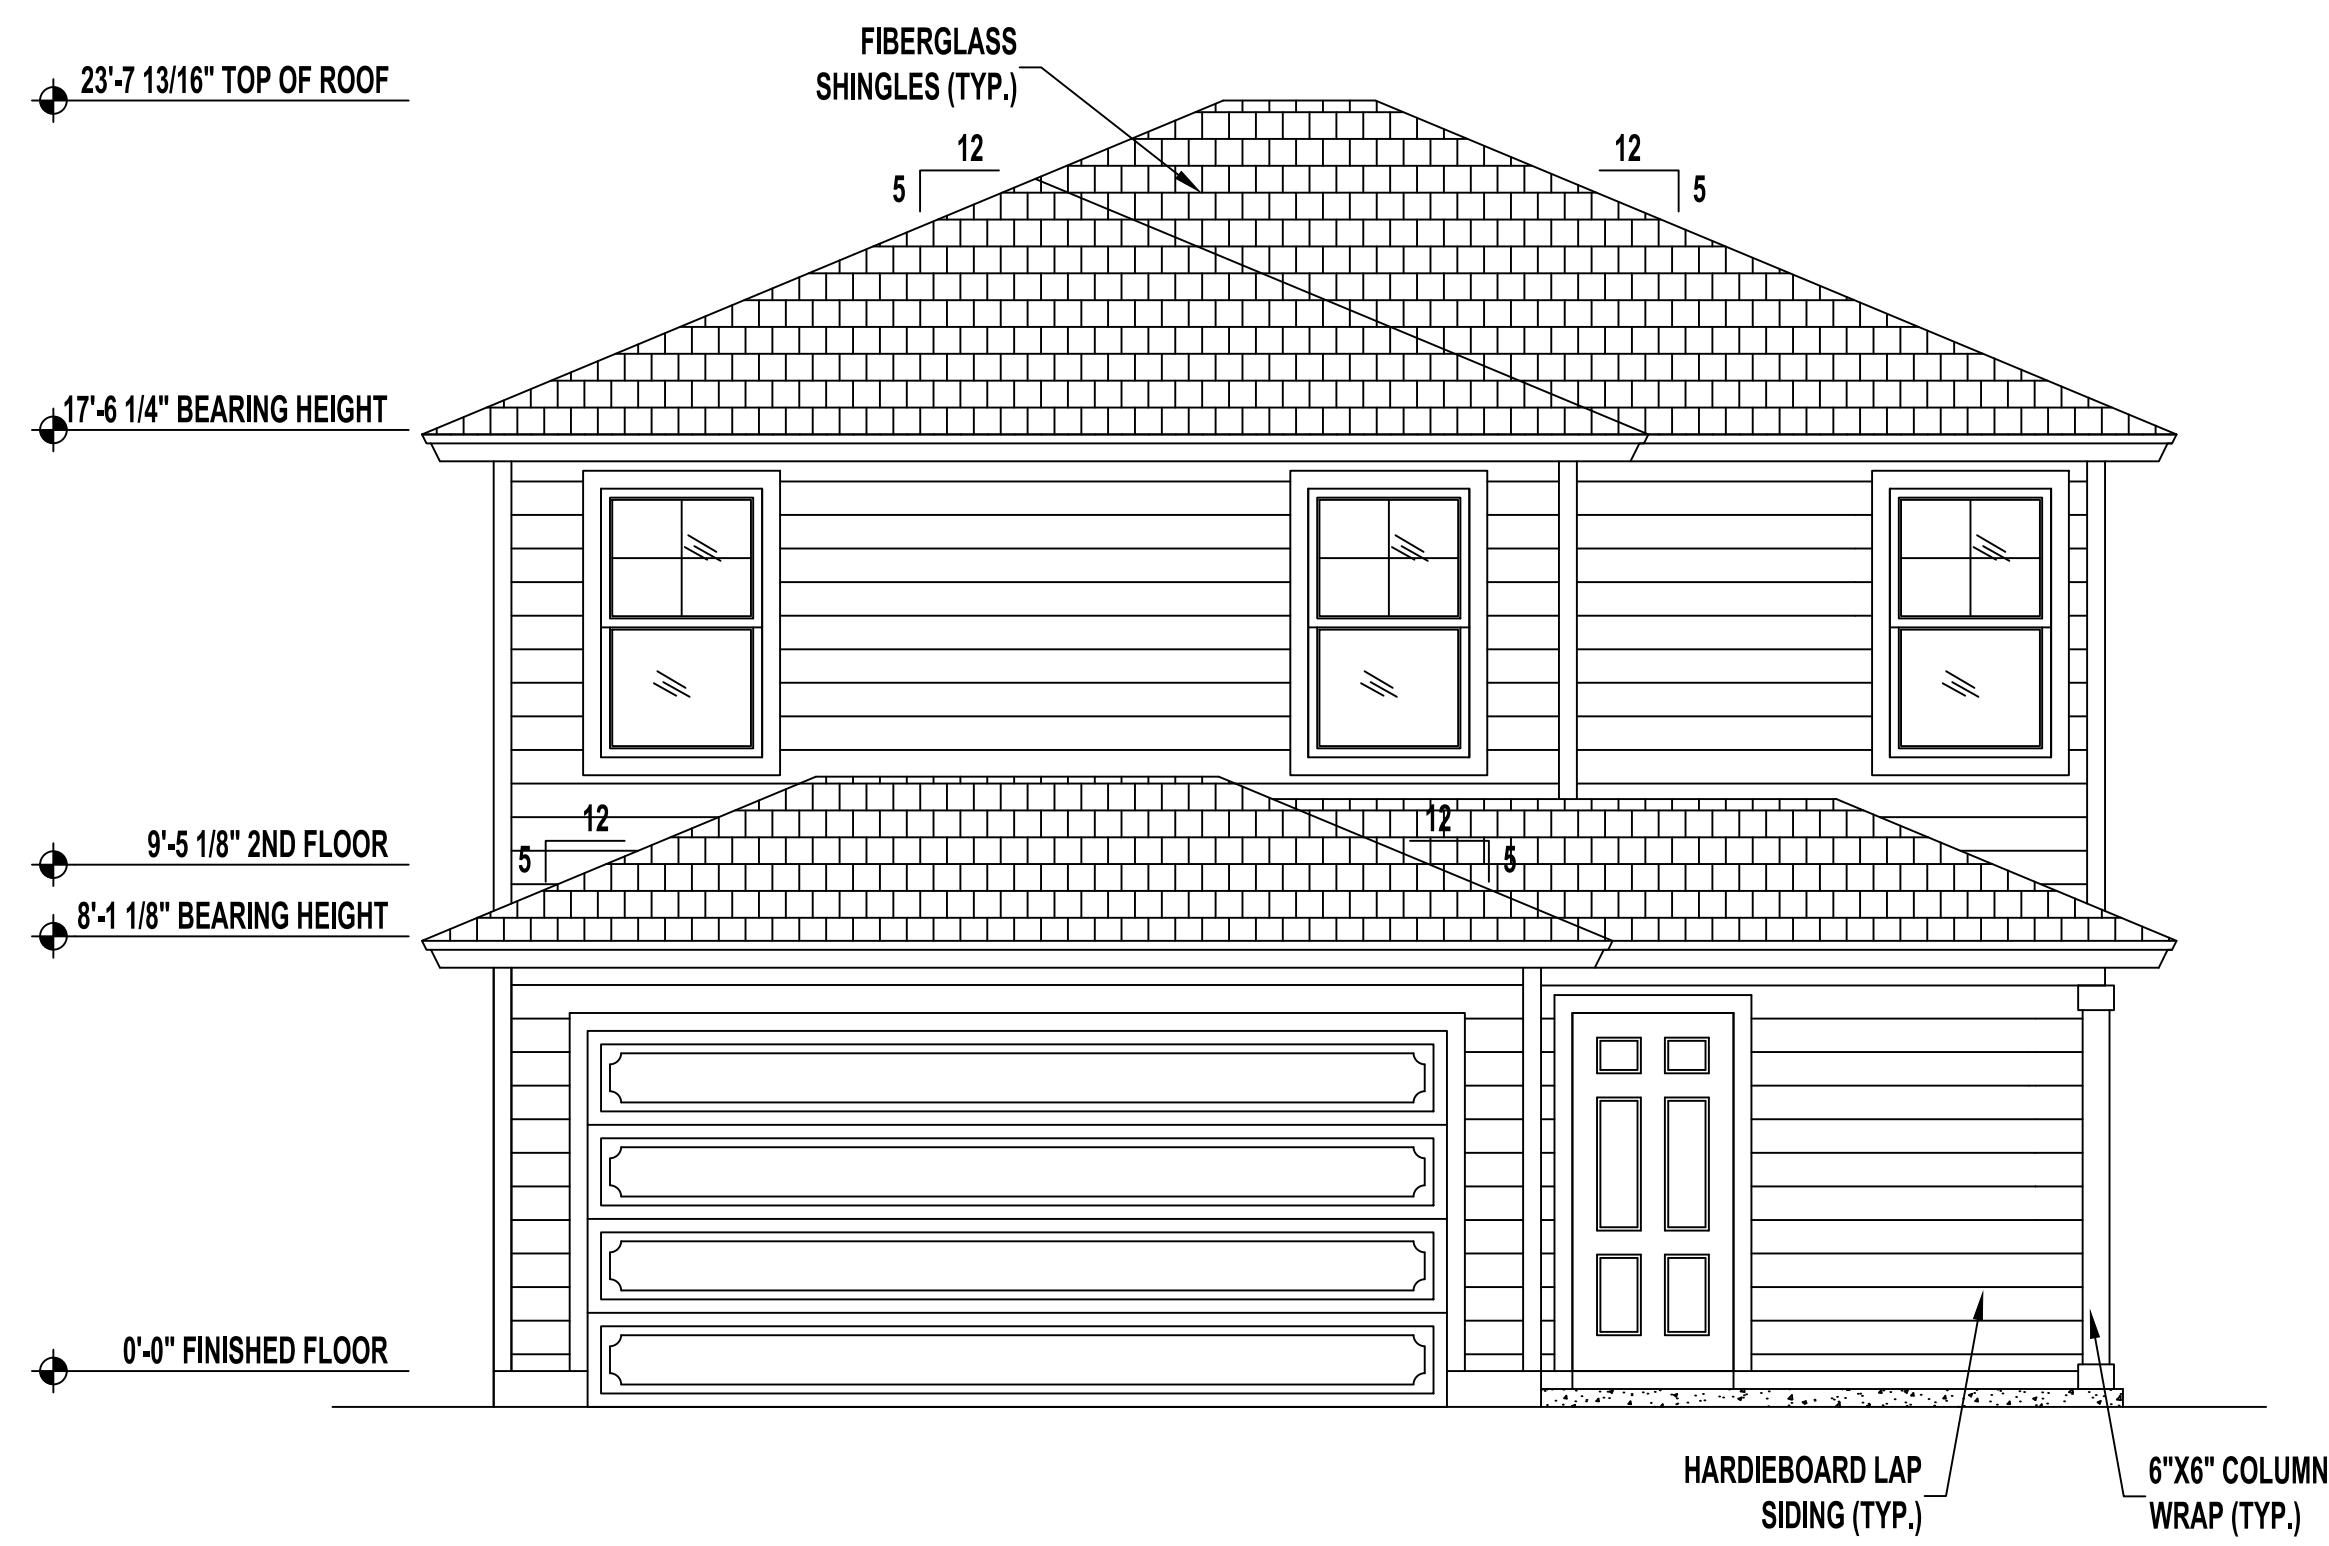 FIBERGLASS
SHINGLES (TYP.)
23'-7 13/16" TOP OF ROOF
12
5
12
5
17'-6 1/4" BEARING HEIGHT
12
5
12
5
9'-5 1/8" 2ND FLOOR
8'-1 1/8" BEARING HEIGHT
0'-0" FINISHED FLOOR
HARDIEBOARD LAP
SIDING (TYP.)
6"X6" COLUMN
WRAP (TYP.)